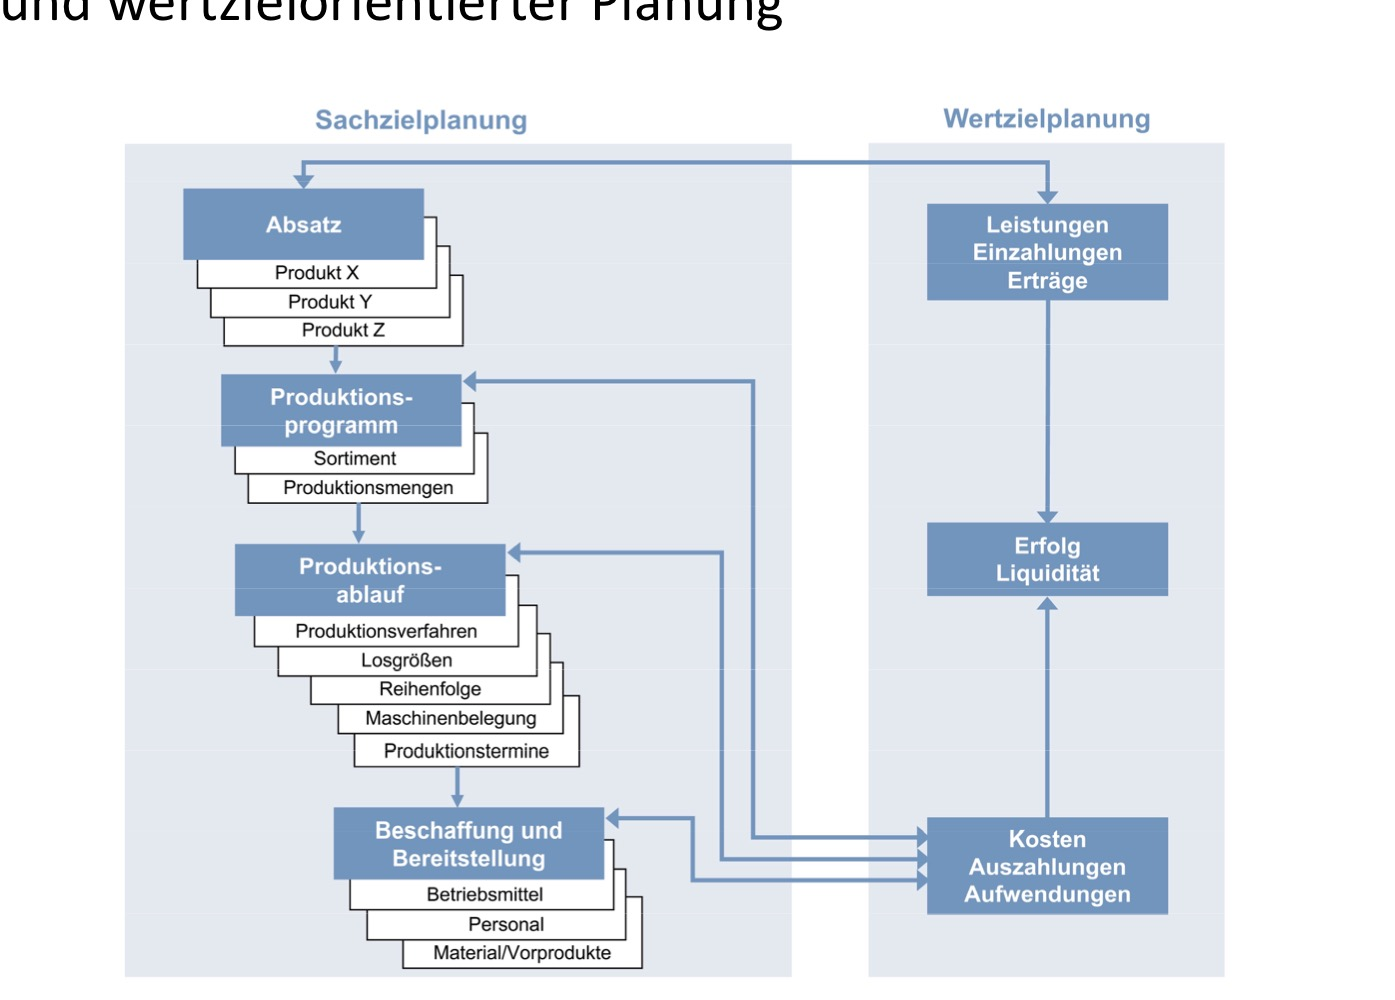 und wertzielorientierter Planung
Sachzielplanung
Wertzielplanung
Absatz
Produkt X
Produkt Y
Produkt Z
Leistungen
Einzahlungen
Erträge
Produktions-
programm
Sortiment
Produktionsmengen
Produktions-
ablauf
Produktionsverfahren
Losgrößen
Reihenfolge
Maschinenbelegung
Produktionstermine
Erfolg
Liquidität
Beschaffung und
Bereitstellung
Betriebsmittel
Personal
Material/Vorprodukte
Kosten
Auszahlungen
Aufwendungen